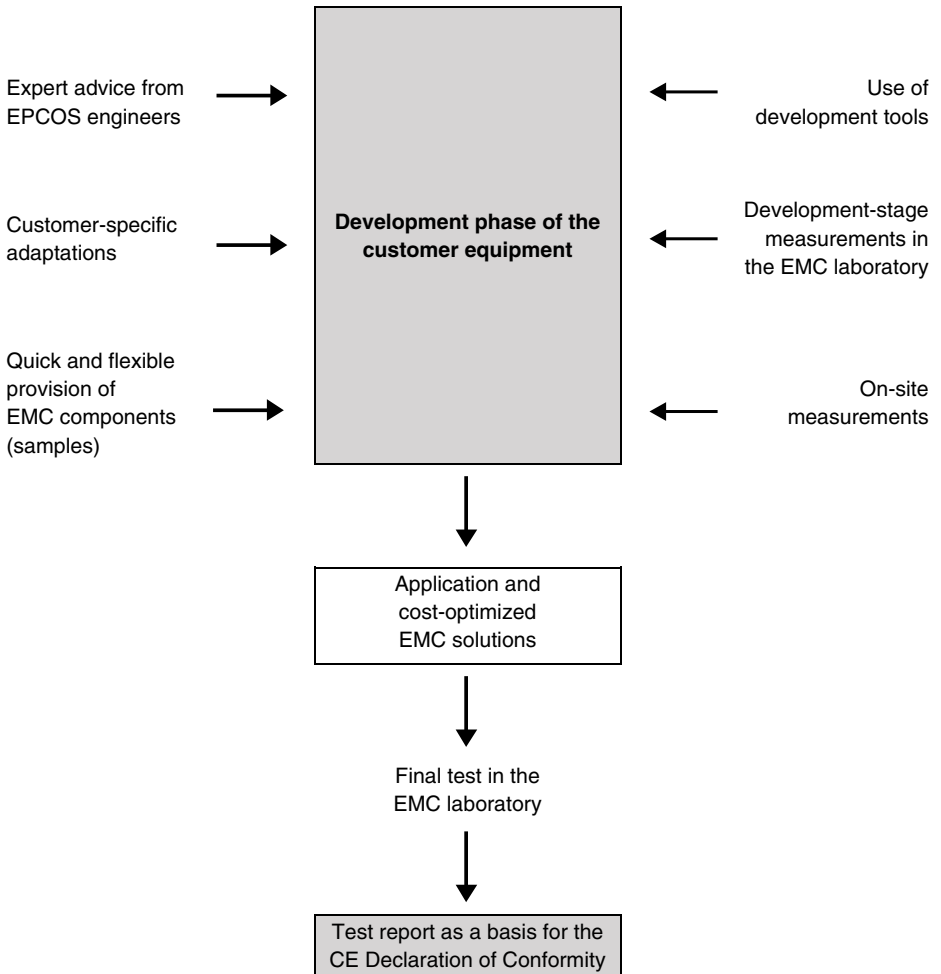 Expert advice from
EPCOS engineers
Customer-specific
adaptations
Quick and flexible
provision of
EMC components
(samples)
Development phase of the
customer equipment
Use of
development tools
Development-stage
measurements in
the EMC laboratory
On-site
measurements
Application and
cost-optimized
EMC solutions
Final test in the
EMC laboratory
Test report as a basis for the
CE Declaration of Conformity